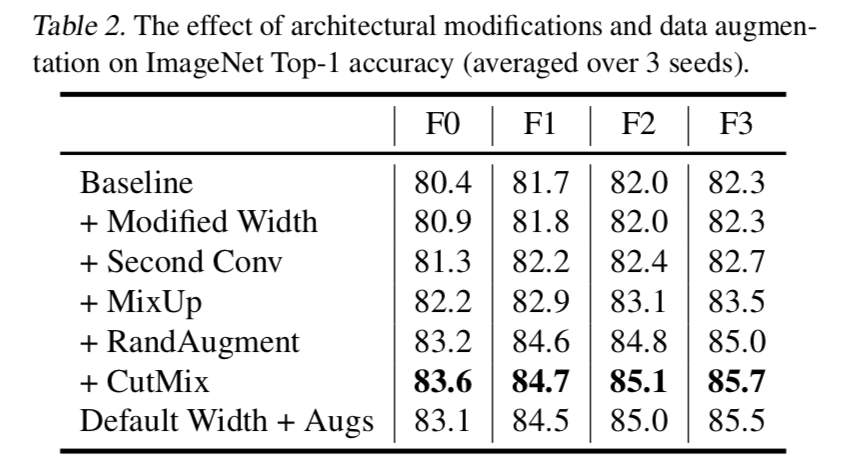 Table 2. The effect of architectural modifications and data augmen-
tation on ImageNet Top-1 accuracy (averaged over 3 seeds).
F0 F1 F2 F3
Baseline 80.4 81.7 82.0 82.3
+ Modified Width 80.9 81.8 82.0 82.3
+ Second Conv 81.3 82.2 82.4 82.7
+ MixUp 82.2 82.9 83.1 83.5
+ RandAugment 83.2 84.6 84.8 85.0
+ CutMix 83.6 84.7 85.1 85.7
Default Width + Augs 83.1 84.5 85.0 85.5